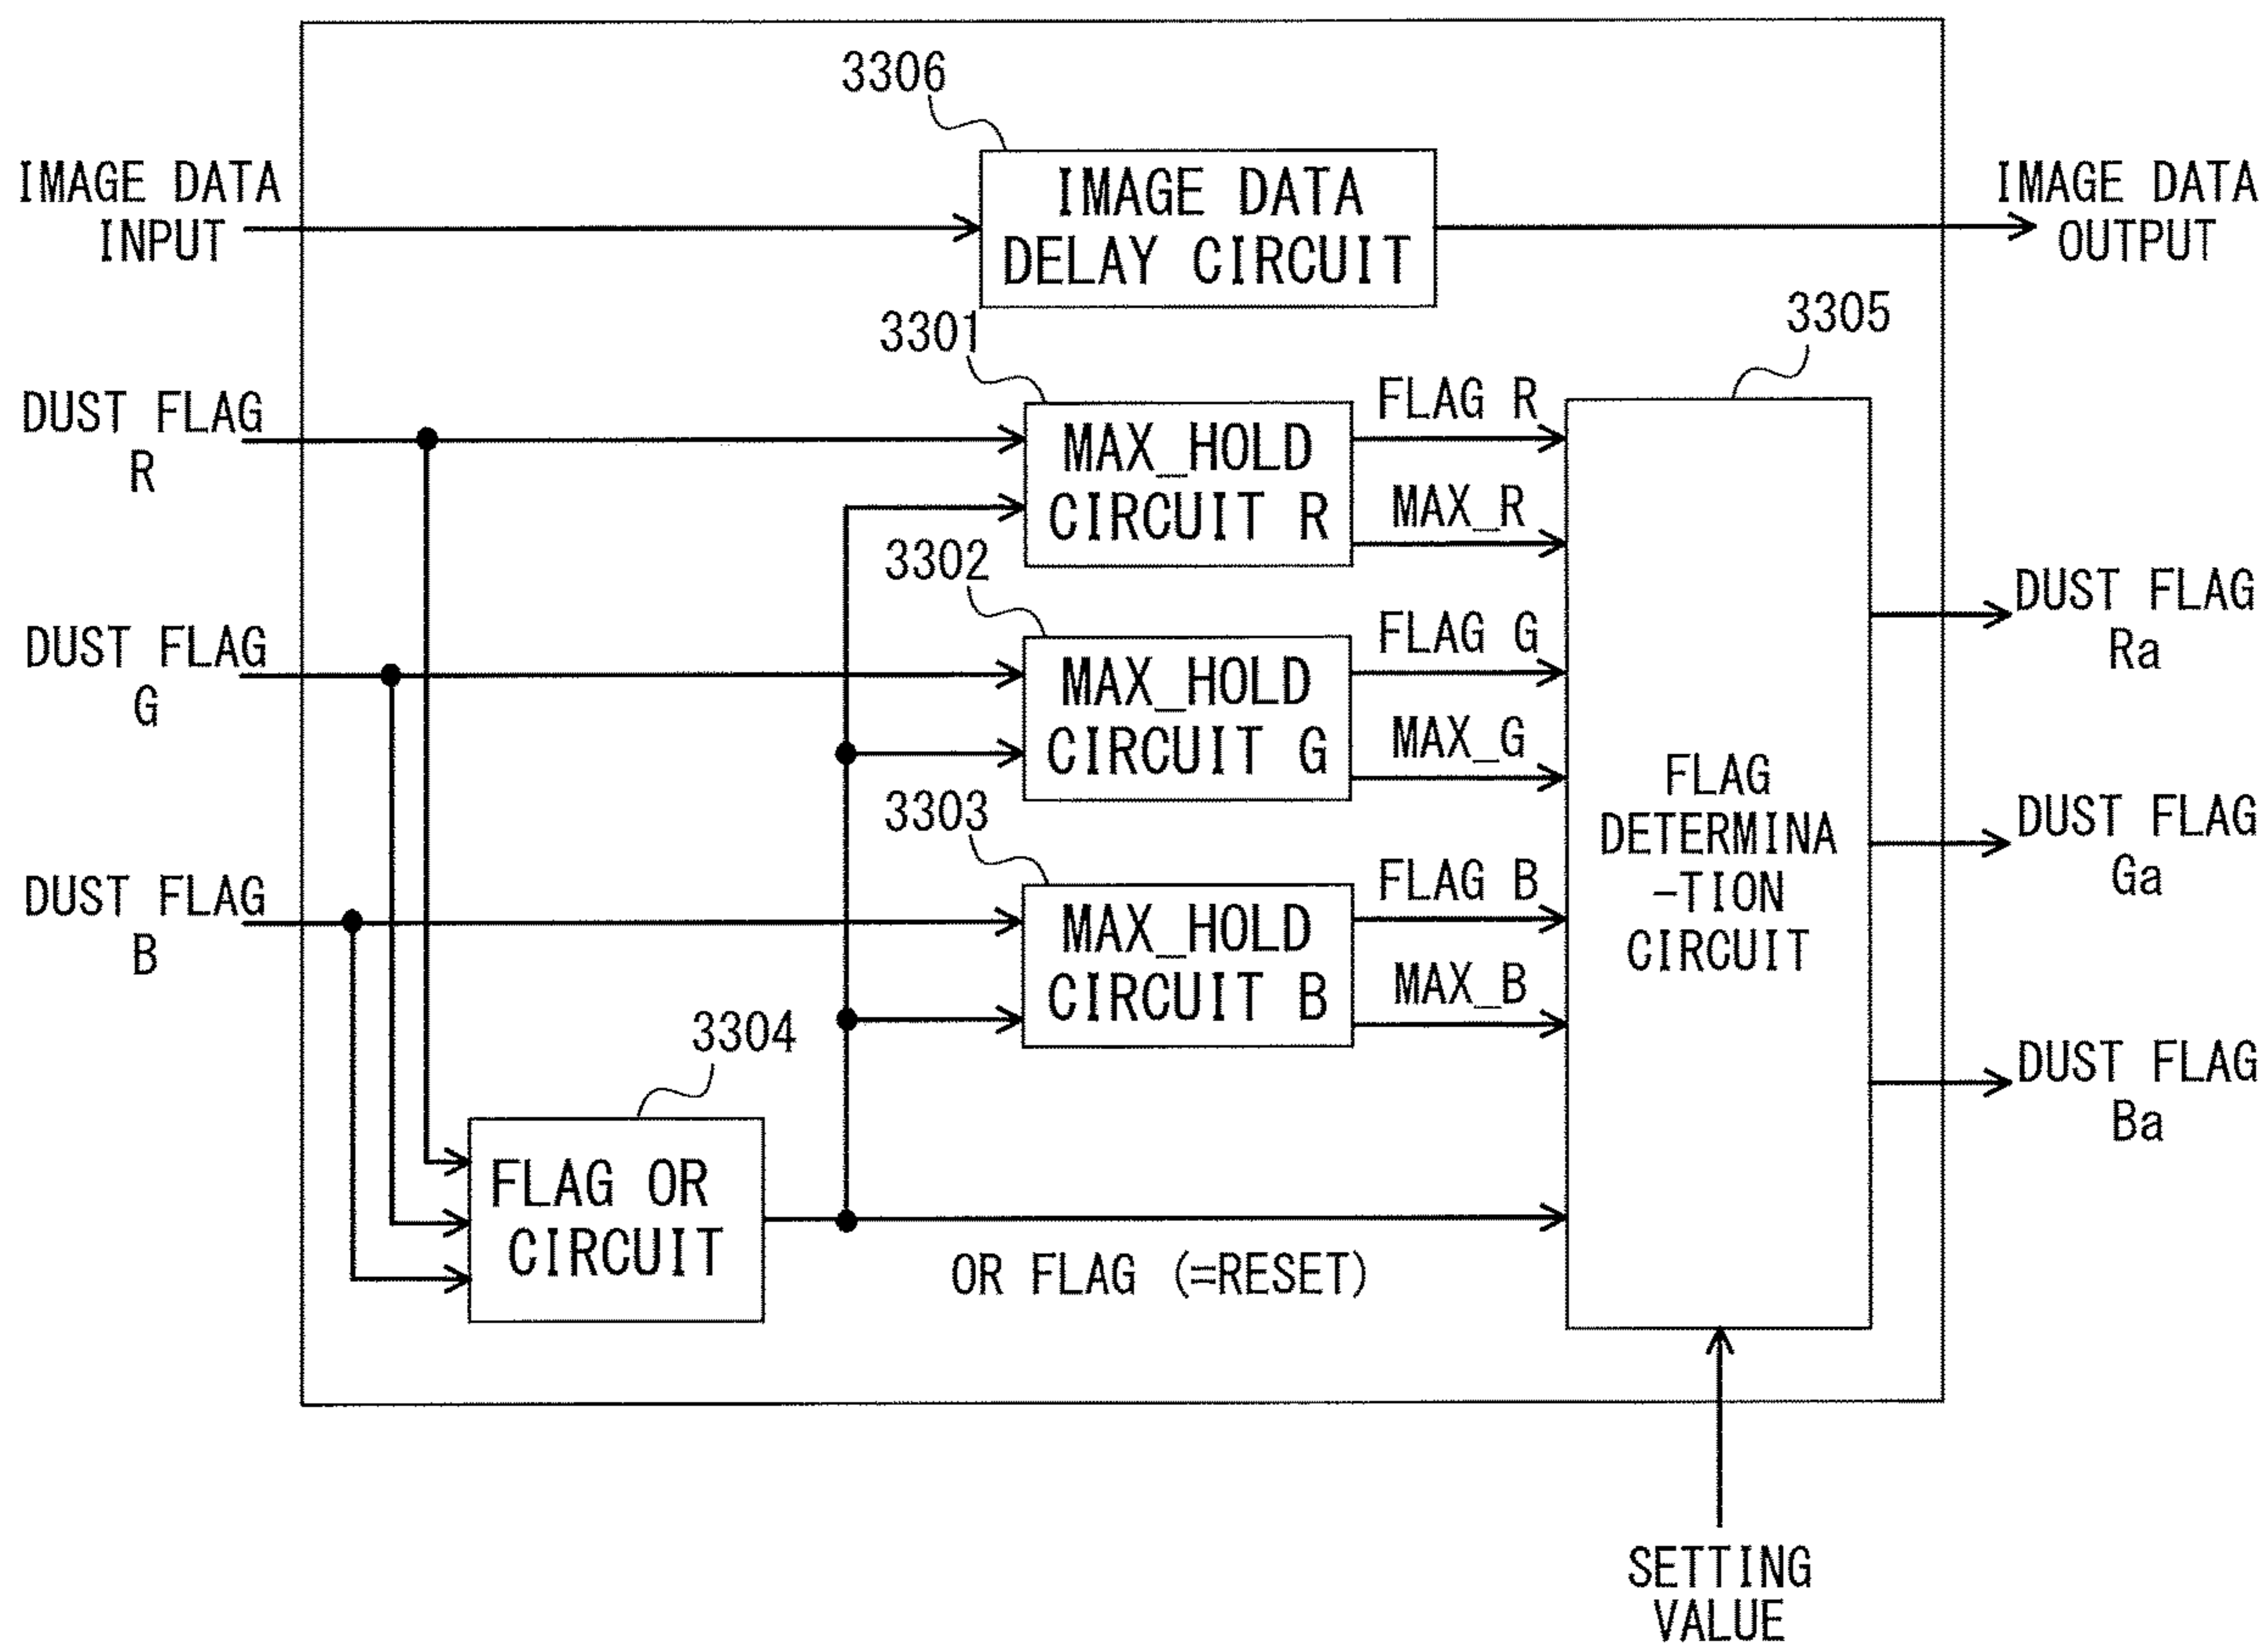 3306
IMAGE DATA
INPUT
IMAGE DATA
DELAY CIRCUIT
IMAGE DATA
OUTPUT
3301
3305
DUST FLAG
R
MAX_HOLD
CIRCUIT R
FLAG R
MAX_R
3302
DUST FLAG
G
MAX_HOLD
CIRCUIT G
FLAG G
MAX_G
3303
DUST FLAG
B
MAX_HOLD
CIRCUIT B
FLAG B
MAX_B
FLAG
DETERMINA
-TION
CIRCUIT
DUST FLAG
Ra
DUST FLAG
Ga
DUST FLAG
Ba
3304
FLAG OR
CIRCUIT
OR FLAG (=RESET)
SETTING
VALUE